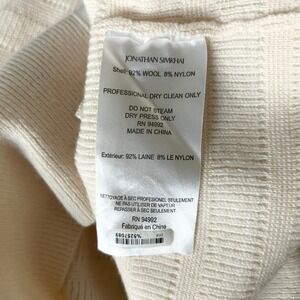 JONATHAN SIMKHAI
Shell: 92% WOOL 8% NYLON
PROFESSIONAL DRY CLEAN ONLY
DO NOT STEAM
DRY PRESS ONLY
RN 94992
MADE IN CHINA
Extérieur: 92% LAINE 8% LE NYLON
NETTOYAGE À SEC PROFESIONEL SEULEMENT
NE PAS UTILISER DE VAPEUR
REPASSER À SEC SEULEMENT
RN 94992
Fabriqué en Chine